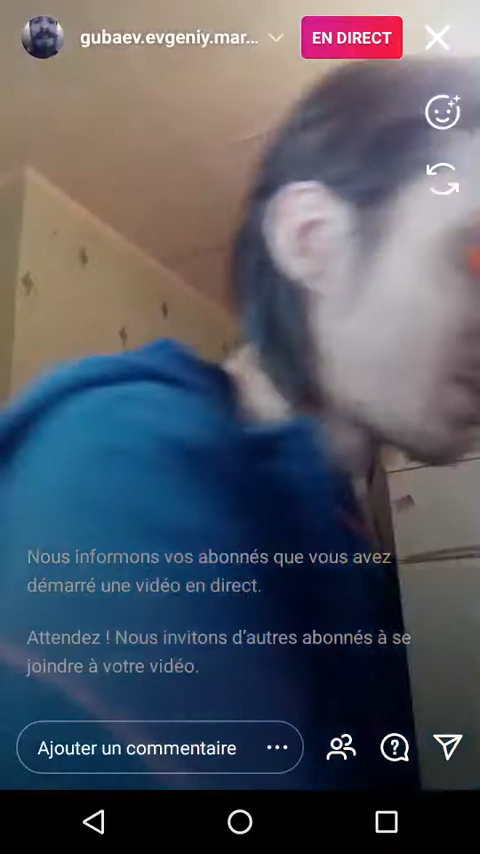 gubaev.evgeniy.mar...
EN DIRECT
Nous informons vos abonnés que vous avez
démarré une vidéo en direct.
Attendez ! Nous invitons d'autres abonnés à se
joindre à votre vidéo.
Ajouter un commentaire